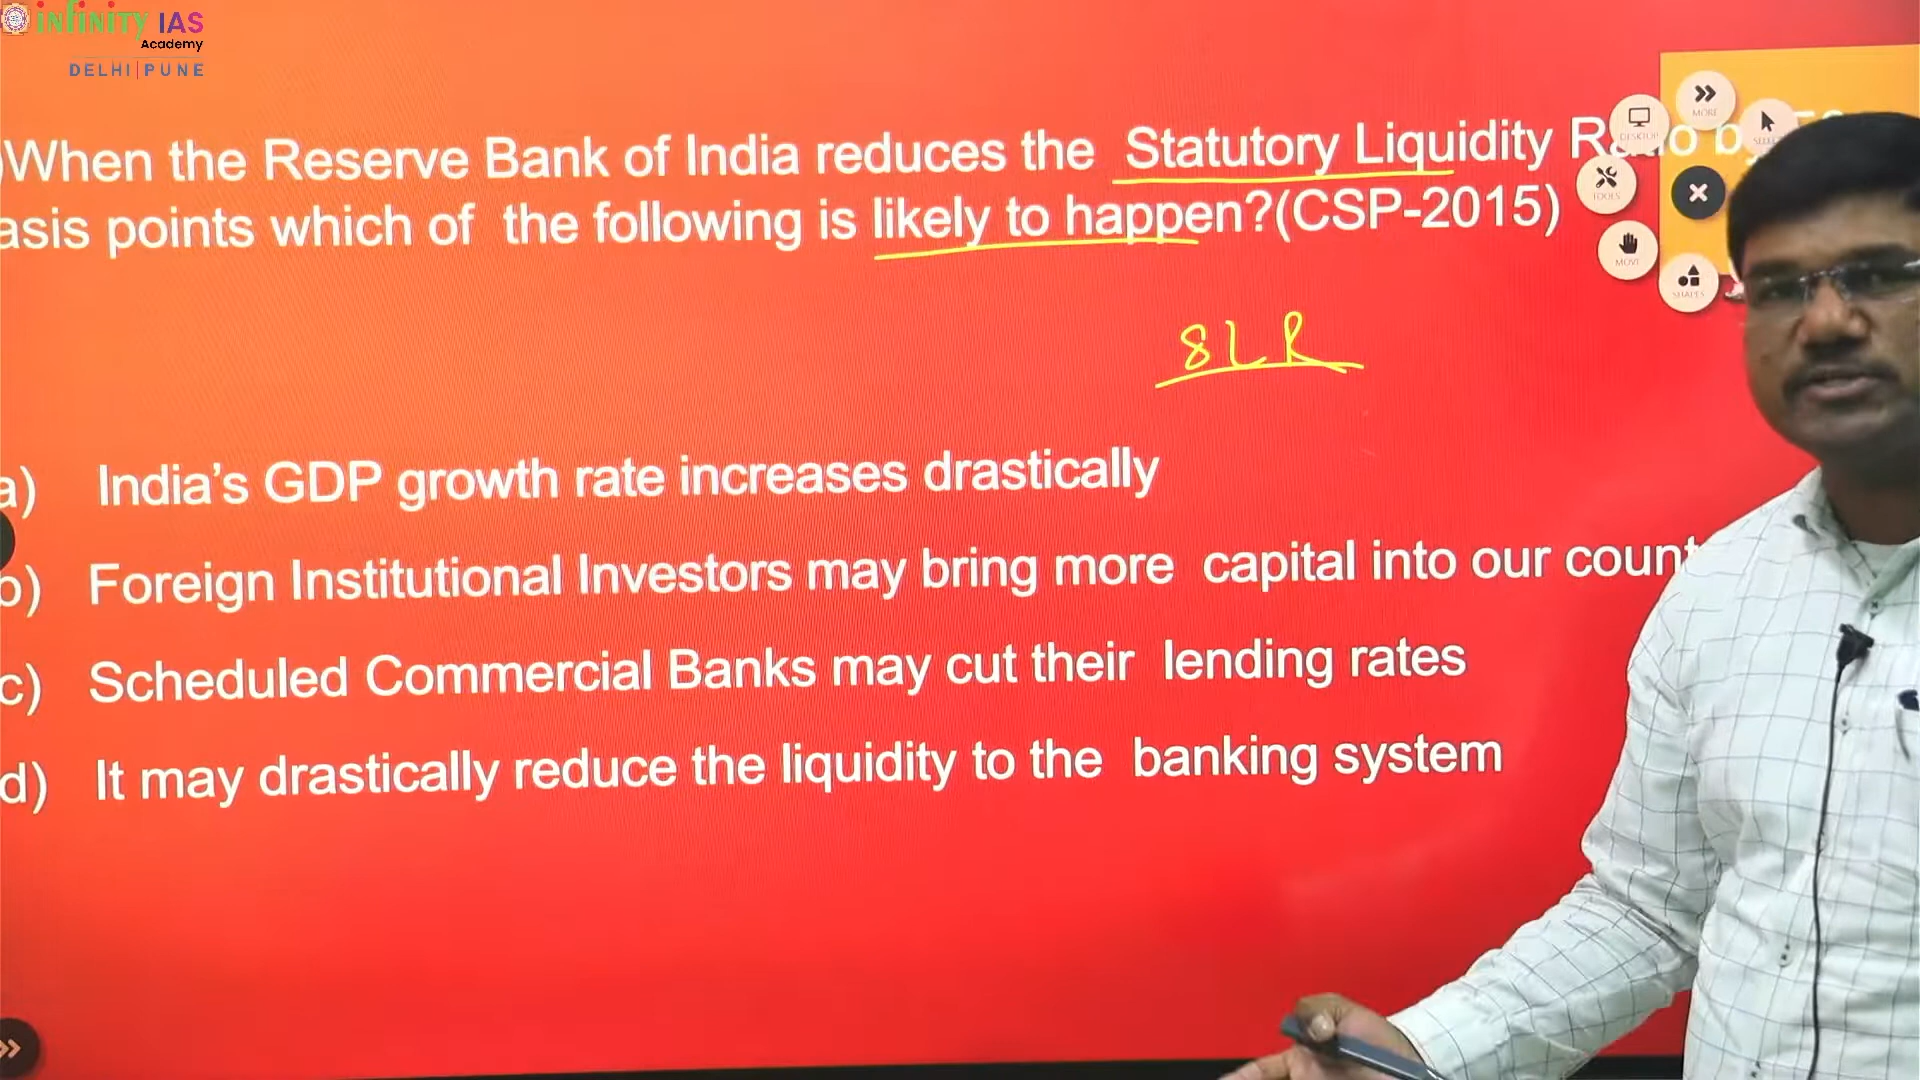 infinity IAS
Academy
DELHI | PUNE
When the Reserve Bank of India reduces the Statutory Liquidity
points which of the following is likely to happen?(CSP-2015)
SLR
a) India's GDP growth rate increases drastically
b) Foreign Institutional Investors may bring more capital into our
c) Scheduled Commercial Banks may cut their lending rates
d) It may drastically reduce the liquidity to the banking system
MORE
DESKTOP
TOOLS
MOVE
SHAPES